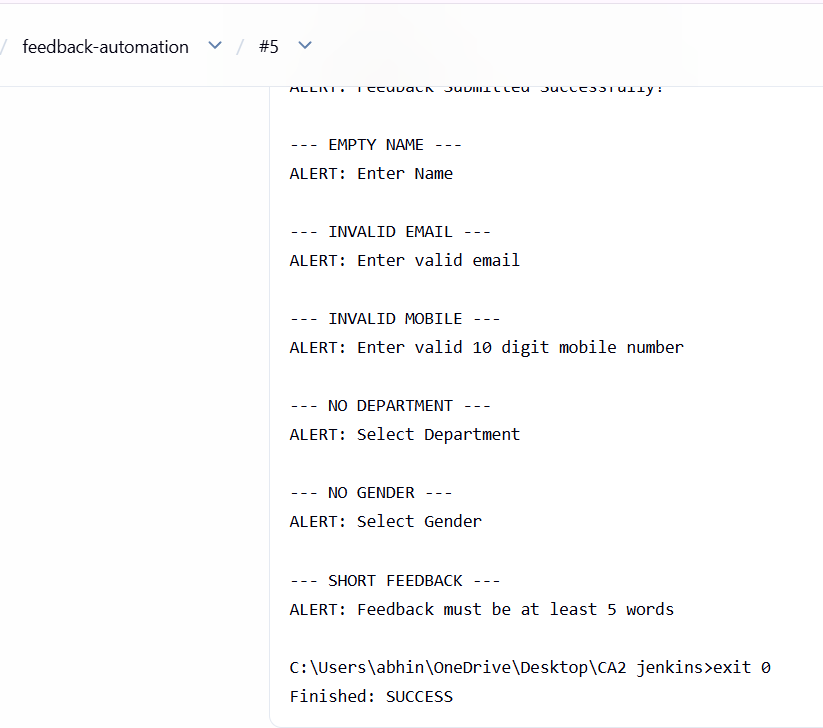 / feedback-automation / #5
ALERT: Feedback Submitted Successfully!
--- EMPTY NAME ---
ALERT: Enter Name
--- INVALID EMAIL ---
ALERT: Enter valid email
--- INVALID MOBILE ---
ALERT: Enter valid 10 digit mobile number
--- NO DEPARTMENT ---
ALERT: Select Department
--- NO GENDER ---
ALERT: Select Gender
--- SHORT FEEDBACK ---
ALERT: Feedback must be at least 5 words
C:\Users\abhin\OneDrive\Desktop\CA2 jenkins>exit 0
Finished: SUCCESS